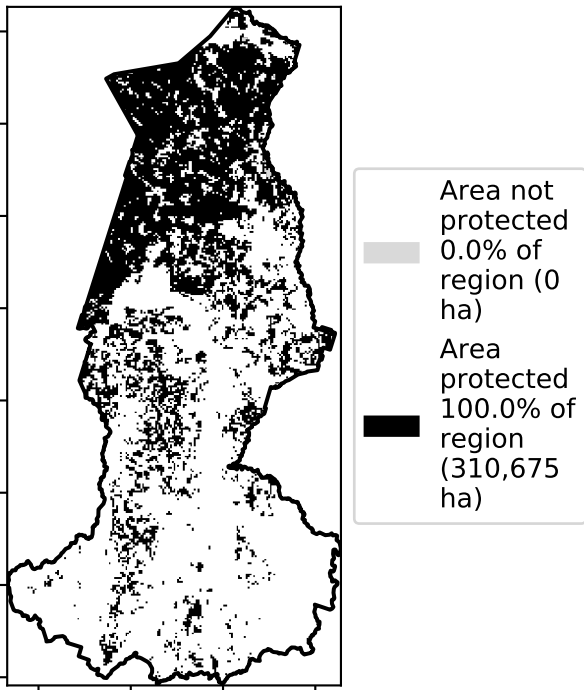 Area not
protected
0.0% of
region (0
ha)
Area
protected
100.0% of
region
(310,675
ha)